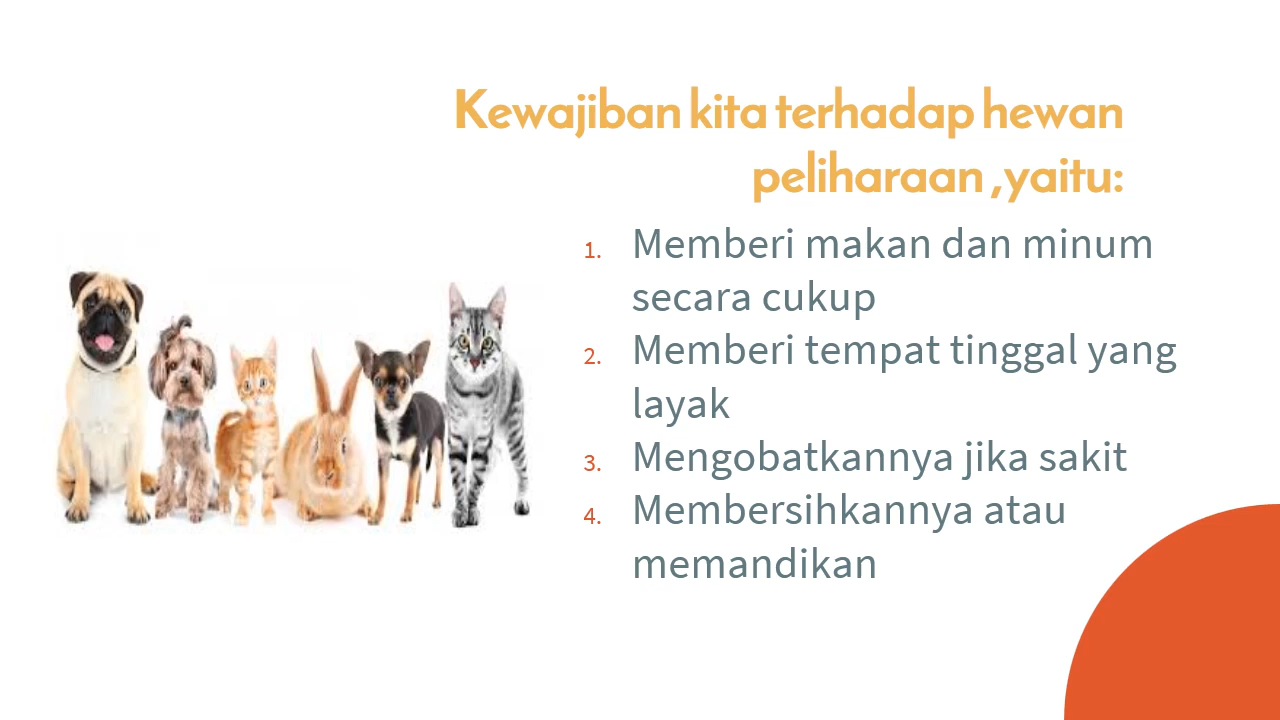 Kewajiban kita terhadap hewan
peliharaan ,yaitu:
1. Memberi makan dan minum
secara cukup
2. Memberi tempat tinggal yang
layak
3. Mengobatkannya jika sakit
4. Membersihkannya atau
memandikan